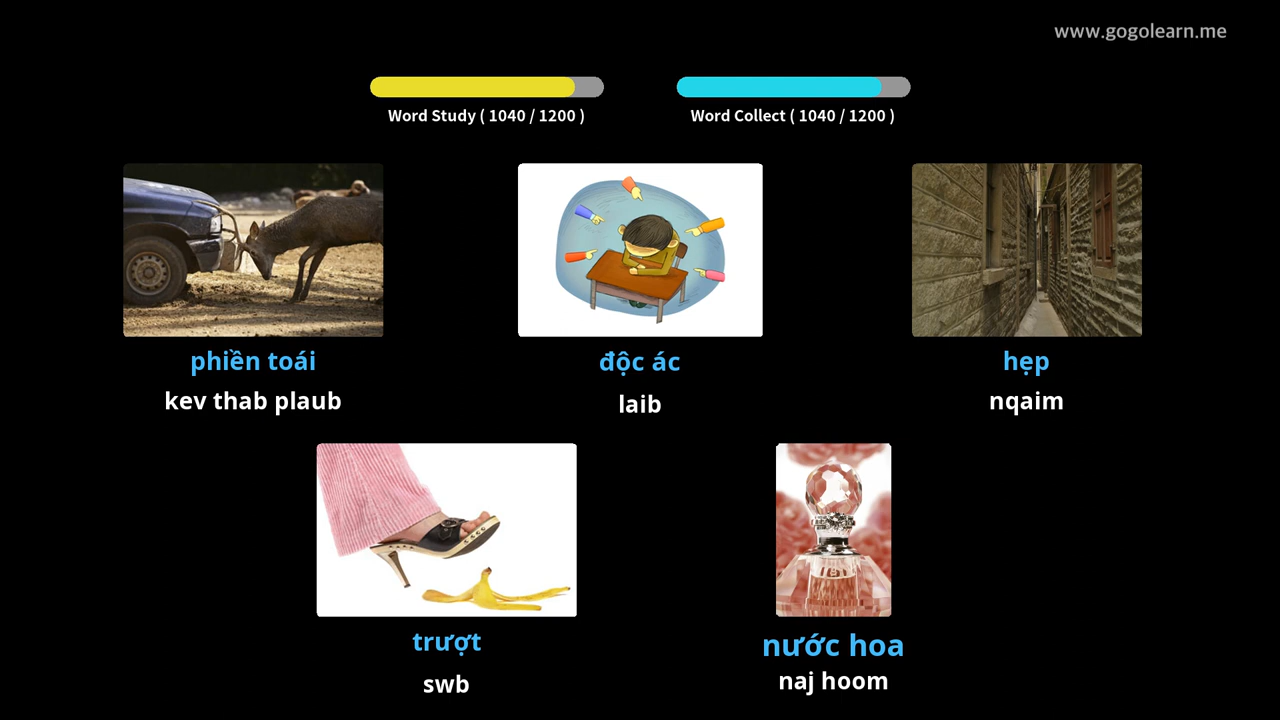 www.gogolearn.me
Word Study ( 1040 / 1200 )
Word Collect ( 1040 / 1200 )
phiền toái
kev thab plaub
độc ác
laib
hẹp
nqaim
trượt
swb
nước hoa
naj hoom